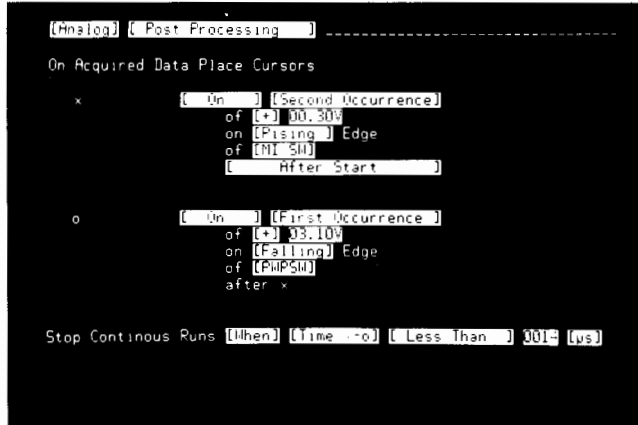 [Analog] [ Post Processing ]
On Acquired Data Place Cursors
x [ On ] [Second Occurrence]
of [+] 00.30V
on [Rising ] Edge
of [MI SW]
[ After Start ]
o [ On ] [First Occurrence ]
of [+] 03.10V
on [Falling] Edge
of [PWPSW]
after x
Stop Continous Runs [When] [Time x-o] [ Less Than ] [µs]